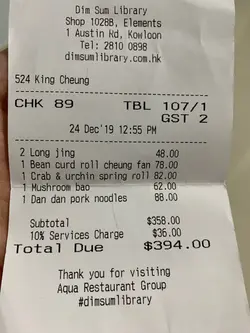 Dim Sum Library
Shop 1028B, Elements
1 Austin Rd, Kowloon
Tel: 2810 0898
dimsumlibrary.com.hk
524 King Cheung
CHK 89 TBL 107/1
GST 2
24 Dec'19 12:55 PM
2 Long jing 48.00
1 Bean curd roll cheung fan 78.00
1 Crab & urchin spring roll 82.00
1 Mushroom bao 62.00
1 Dan dan pork noodles 88.00
Subtotal $358.00
10% Services Charge $36.00
Total Due $394.00
Thank you for visiting
Aqua Restaurant Group
#dimsumlibrary